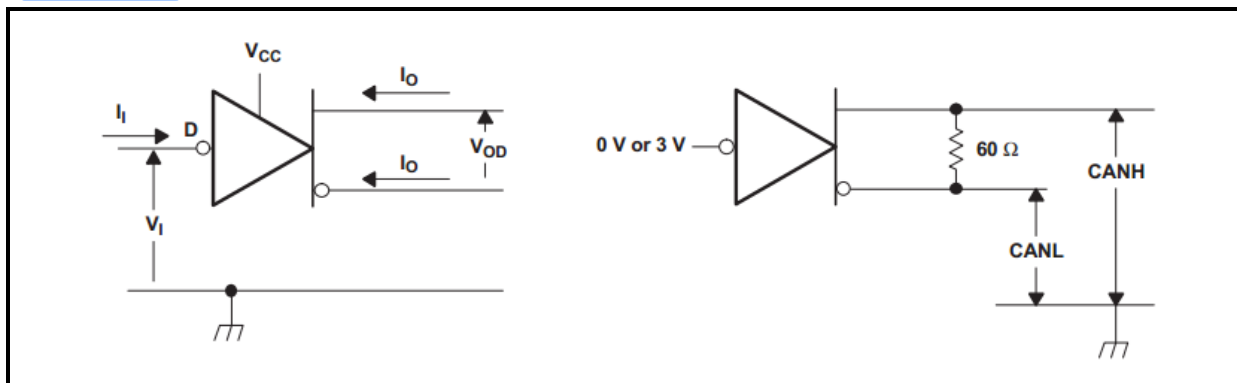 VCC
IO
II
D
VOD
IO
VI
0 V or 3 V
60 Ω
CANH
CANL